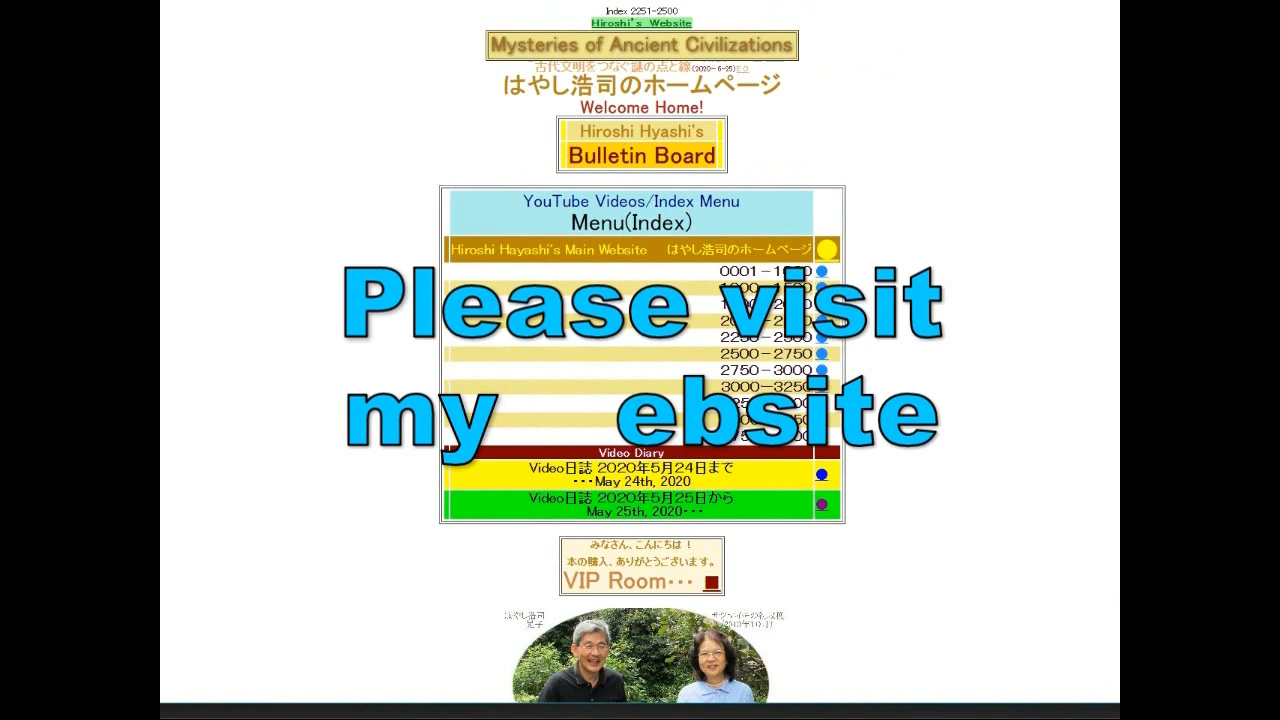 Index 2251-2500
Hiroshi's Website
Mysteries of Ancient Civilizations
古代文明をつなぐ謎の点と線(2020-6-25)EO
はやし浩司のホームページ
Welcome Home!
Hiroshi Hyashi's
Bulletin Board
YouTube Videos/Index Menu
Menu(Index)
Hiroshi Hayashi's Main Website はやし浩司のホームページ
0001-1000
Please visit
2500-2750
2750-3000
3000-3250
my ebsite
Video Diary
Video日誌 2020年5月24日まで
・・・May 24th, 2020
Video日誌 2020年5月25日から
May 25th, 2020・・・
みなさん、こんにちは！
本の購入、ありがとうございます。
VIP Room・・・
はやし浩司